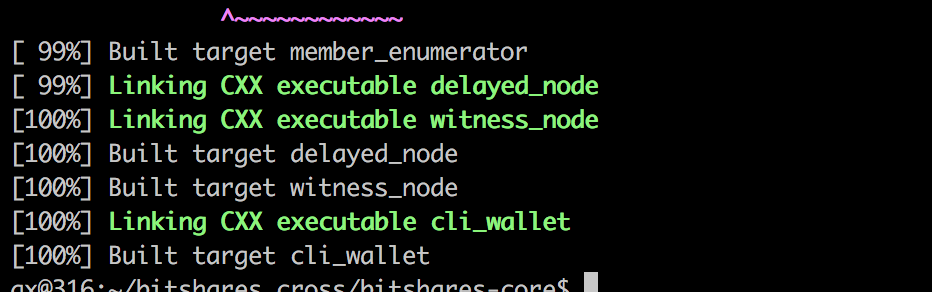 ^~~~~~~~~~~~~
[ 99%] Built target member_enumerator
[ 99%] Linking CXX executable delayed_node
[100%] Linking CXX executable witness_node
[100%] Built target delayed_node
[100%] Built target witness_node
[100%] Linking CXX executable cli_wallet
[100%] Built target cli_wallet
gx@316:~/bitshares_cross/bitshares-core$